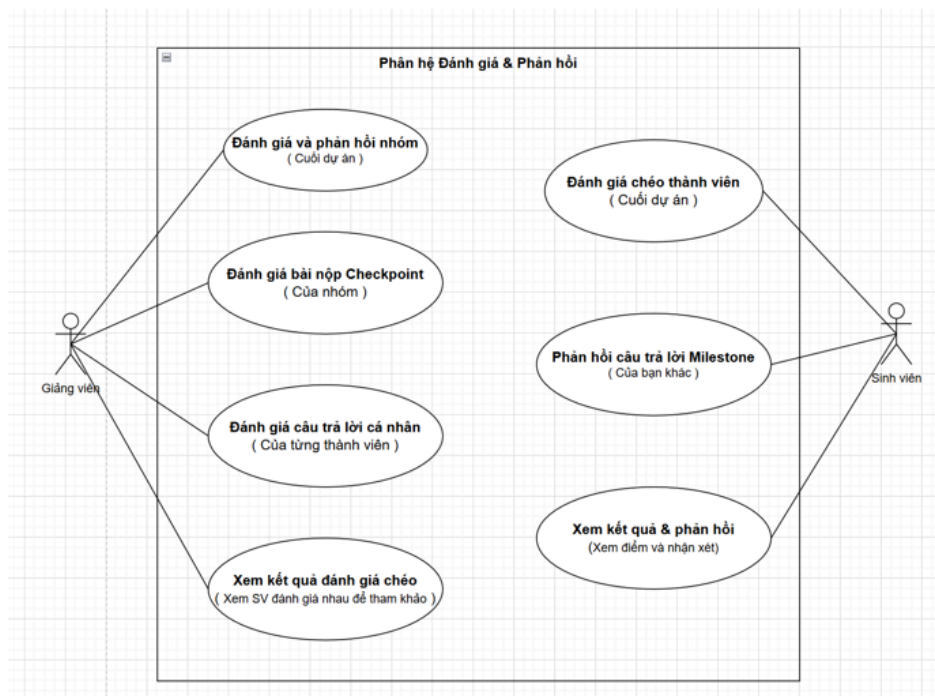 Phân hệ Đánh giá & Phản hồi
Đánh giá và phản hồi nhóm
( Cuối dự án )
Đánh giá bài nộp Checkpoint
( Của nhóm )
Đánh giá câu trả lời cá nhân
( Của từng thành viên )
Xem kết quả đánh giá chéo
( Xem SV đánh giá nhau để tham khảo )
Giảng viên
Đánh giá chéo thành viên
( Cuối dự án )
Phản hồi câu trả lời Milestone
( Của bạn khác )
Xem kết quả & phản hồi
(Xem điểm và nhận xét)
Sinh viên